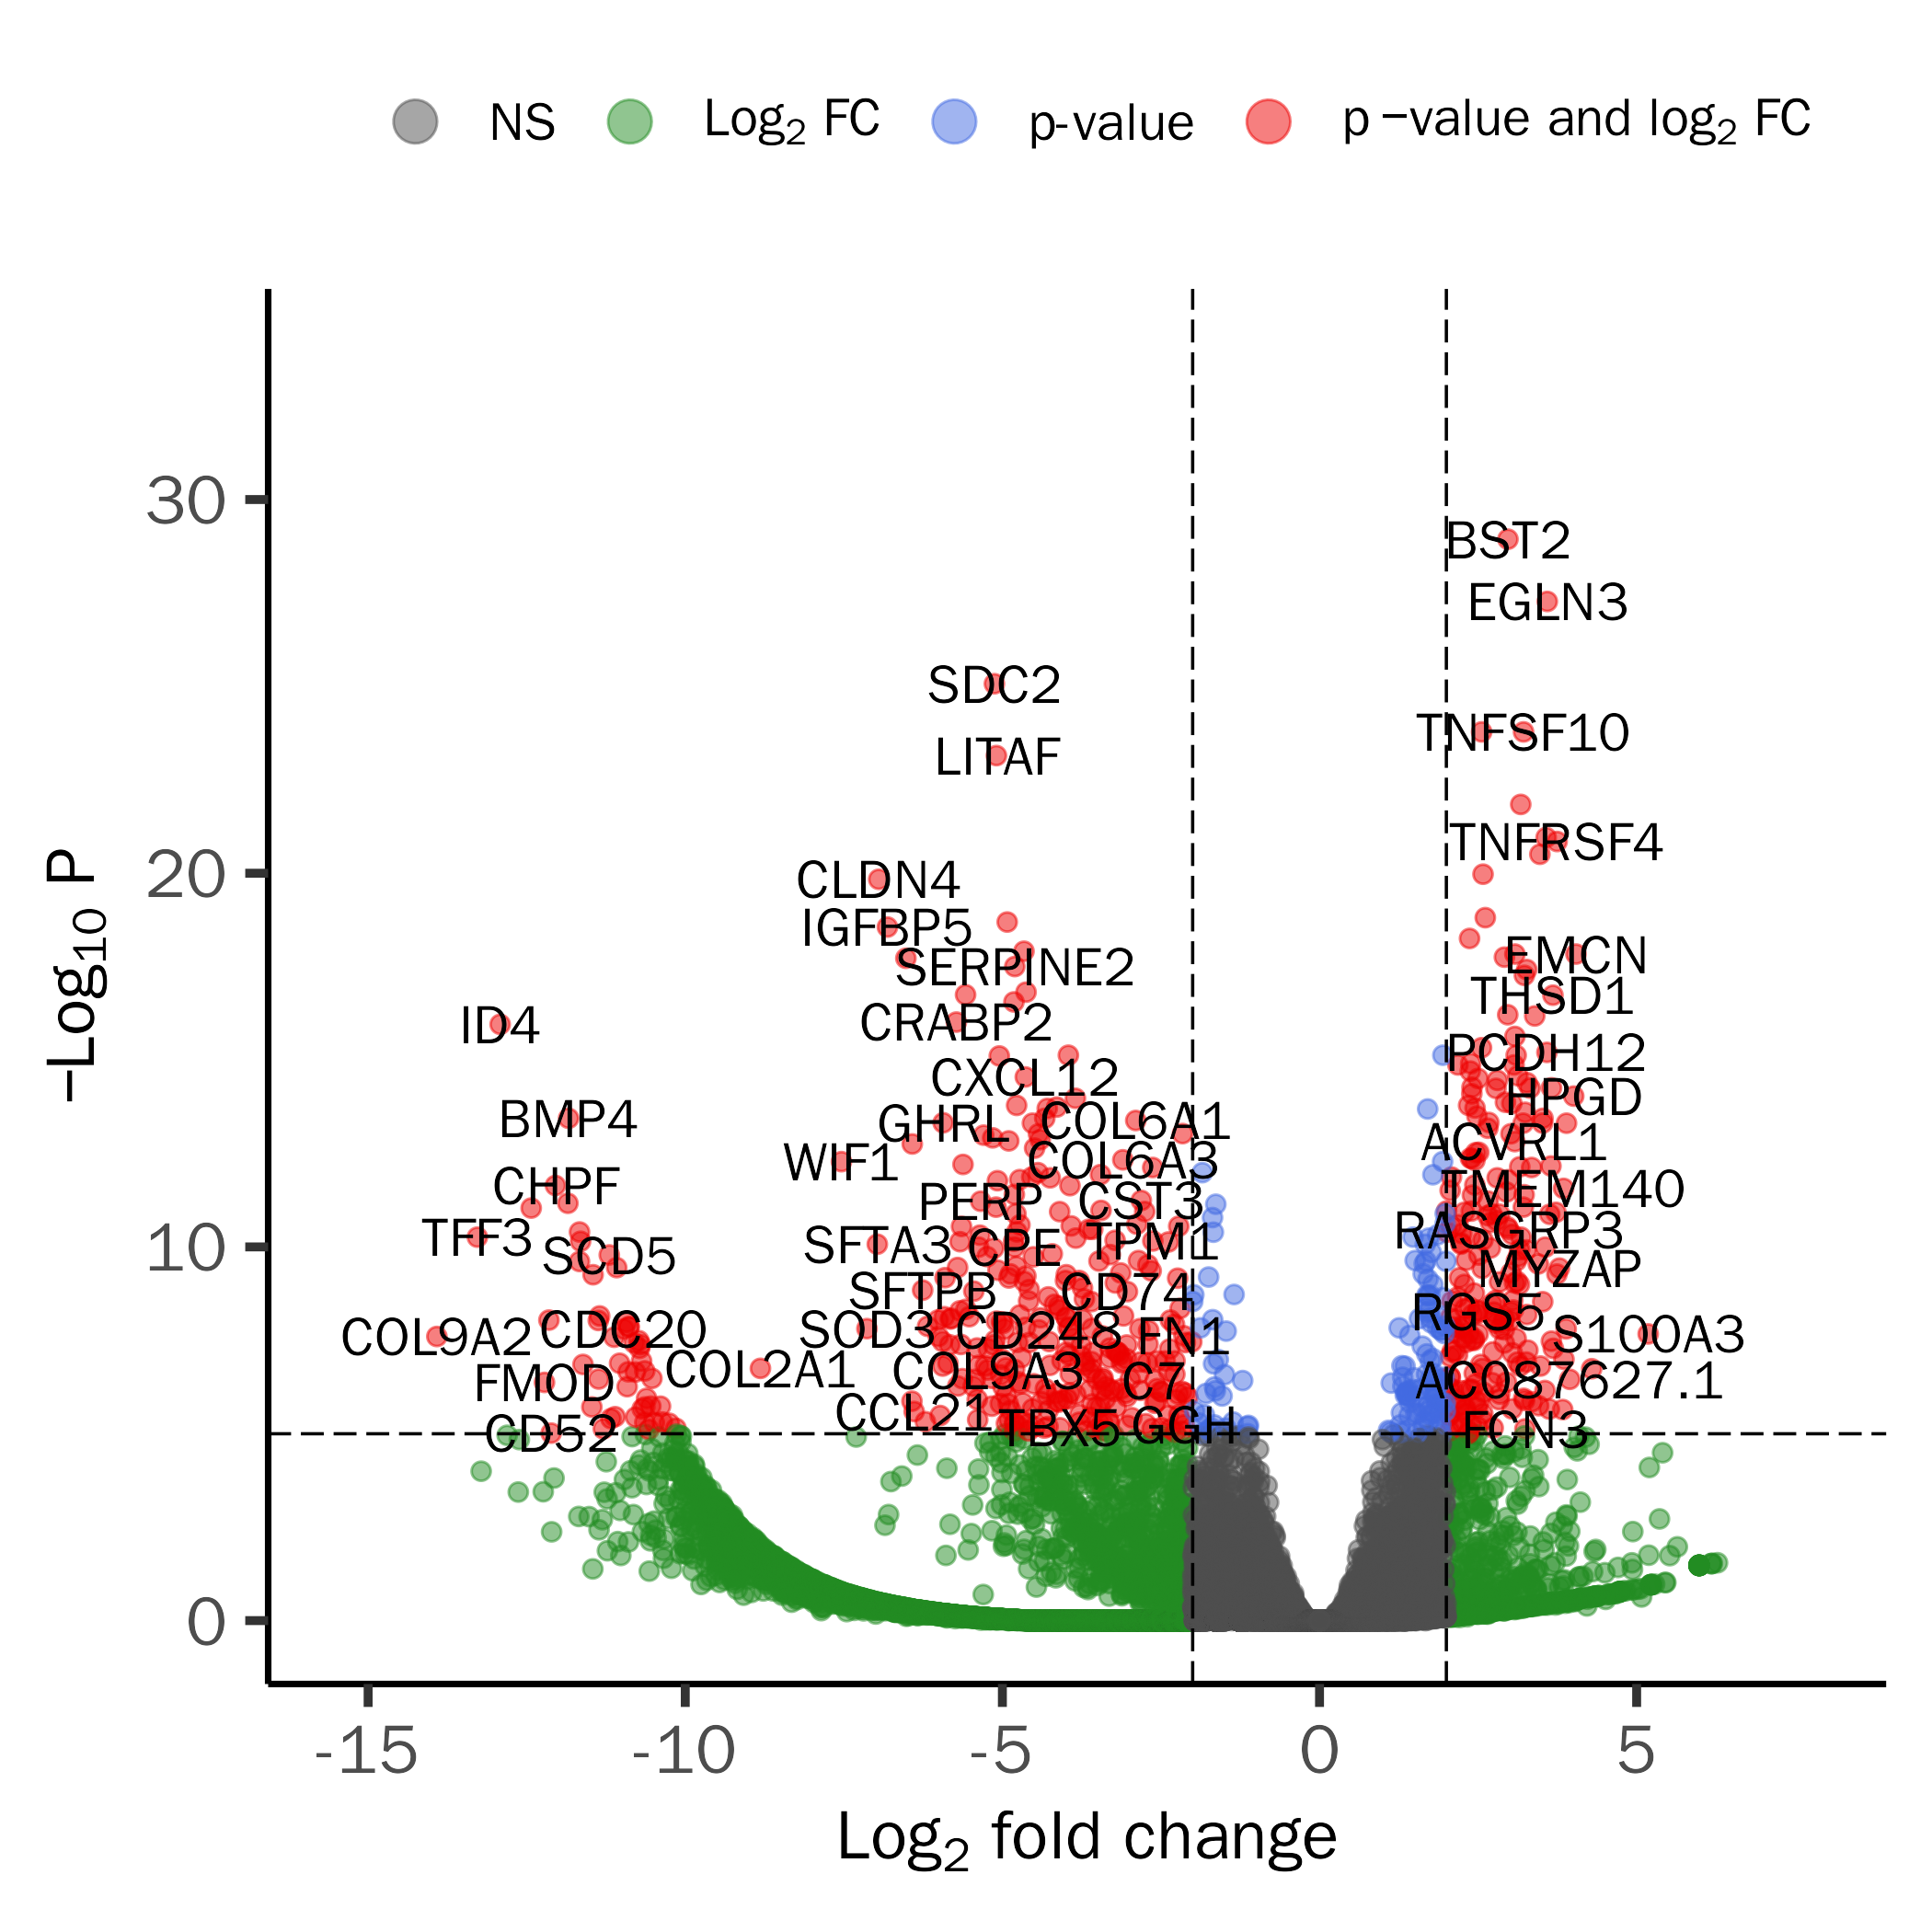 NS Log2 FC p-value p −value and log2 FC
−Log10 P
30
20
10
0
BST2
EGLN3
SDC2
TNFSF10
LITAF
TNFRSF4
CLDN4
IGFBP5
SERPINE2
EMCN
THSD1
ID4
CRABP2
PCDH12
CXCL12
HPGD
BMP4
GHRL
COL6A1
ACVRL1
WIF1
COL6A3
CHPF
TMEM140
PERP
CST3
TFF3
RASGRP3
SCD5
SFTA3
CPE
TPM1
MYZAP
SFTPB
CD74
RGS5
COL9A2
CDC20
SOD3
CD248
FN1
S100A3
COL2A1
COL9A3
FMOD
C7
AC087627.1
CCL21
CD52
TBX5
GGH
FCN3
-15 -10 -5 0 5
Log2 fold change